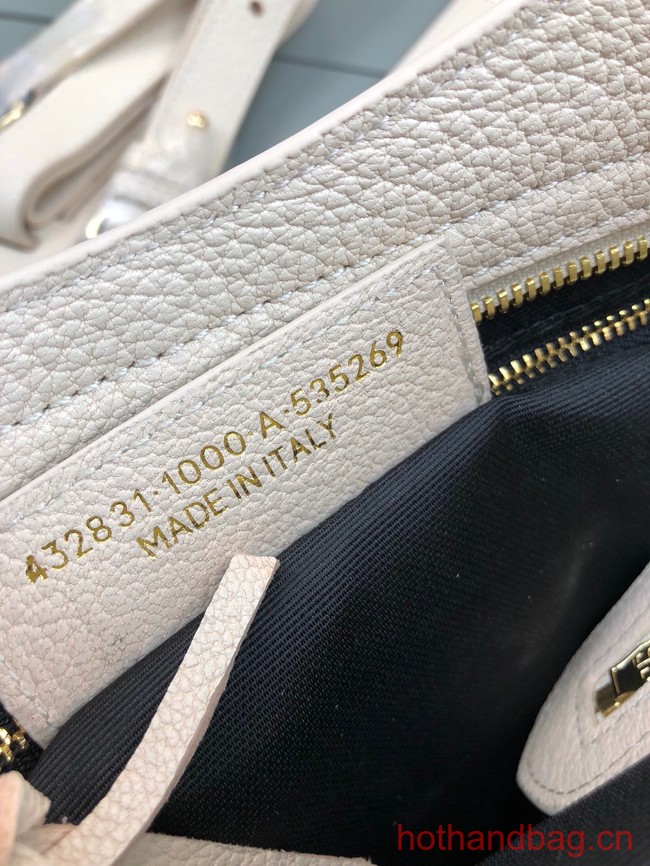 432831·1000·A·535269
MADE IN ITALY
hothandbag.cn